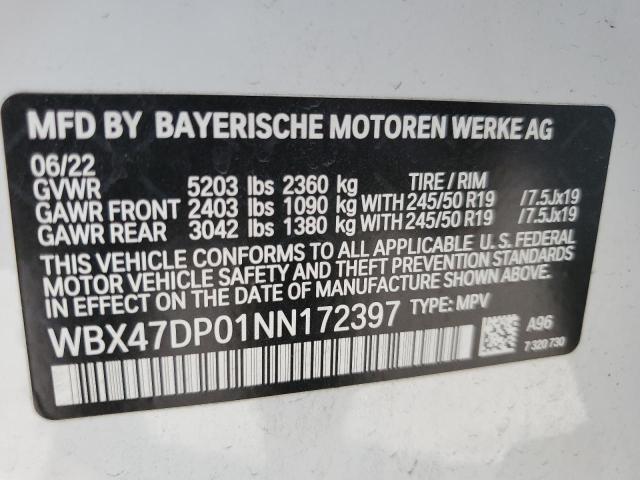 MFD BY BAYERISCHE MOTOREN WERKE AG
06/22
GVWR 5203 lbs 2360 kg TIRE / RIM
GAWR FRONT 2403 lbs 1090 kg WITH 245/50 R19 /7.5Jx19
GAWR REAR 3042 lbs 1380 kg WITH 245/50 R19 /7.5Jx19
THIS VEHICLE CONFORMS TO ALL APPLICABLE U.S. FEDERAL
MOTOR VEHICLE SAFETY AND THEFT PREVENTION STANDARDS
IN EFFECT ON THE DATE OF MANUFACTURE SHOWN ABOVE.
WBX47DP01NN172397 TYPE: MPV
A96
7 320 730